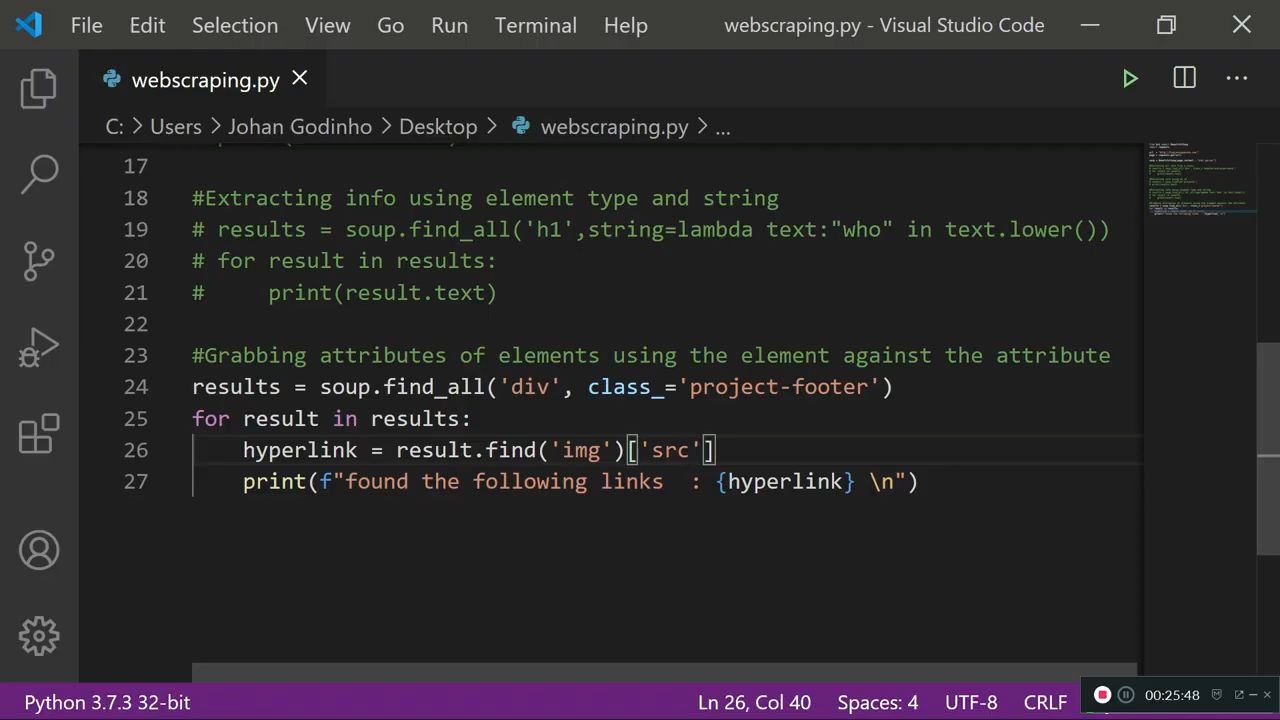 File Edit Selection View Go Run Terminal Help webscraping.py - Visual Studio Code
webscraping.py
C: > Users > Johan Godinho > Desktop > webscraping.py > ...
17
18 #Extracting info using element type and string
19 # results = soup.find_all('h1',string=lambda text:"who" in text.lower())
20 # for result in results:
21 #     print(result.text)
22
23 #Grabbing attributes of elements using the element against the attribute
24 results = soup.find_all('div', class_='project-footer')
25 for result in results:
26     hyperlink = result.find('img')['src']
27     print(f"found the following links  : {hyperlink} \n")
Python 3.7.3 32-bit Ln 26, Col 40 Spaces: 4 UTF-8 CRLF 00:25:48